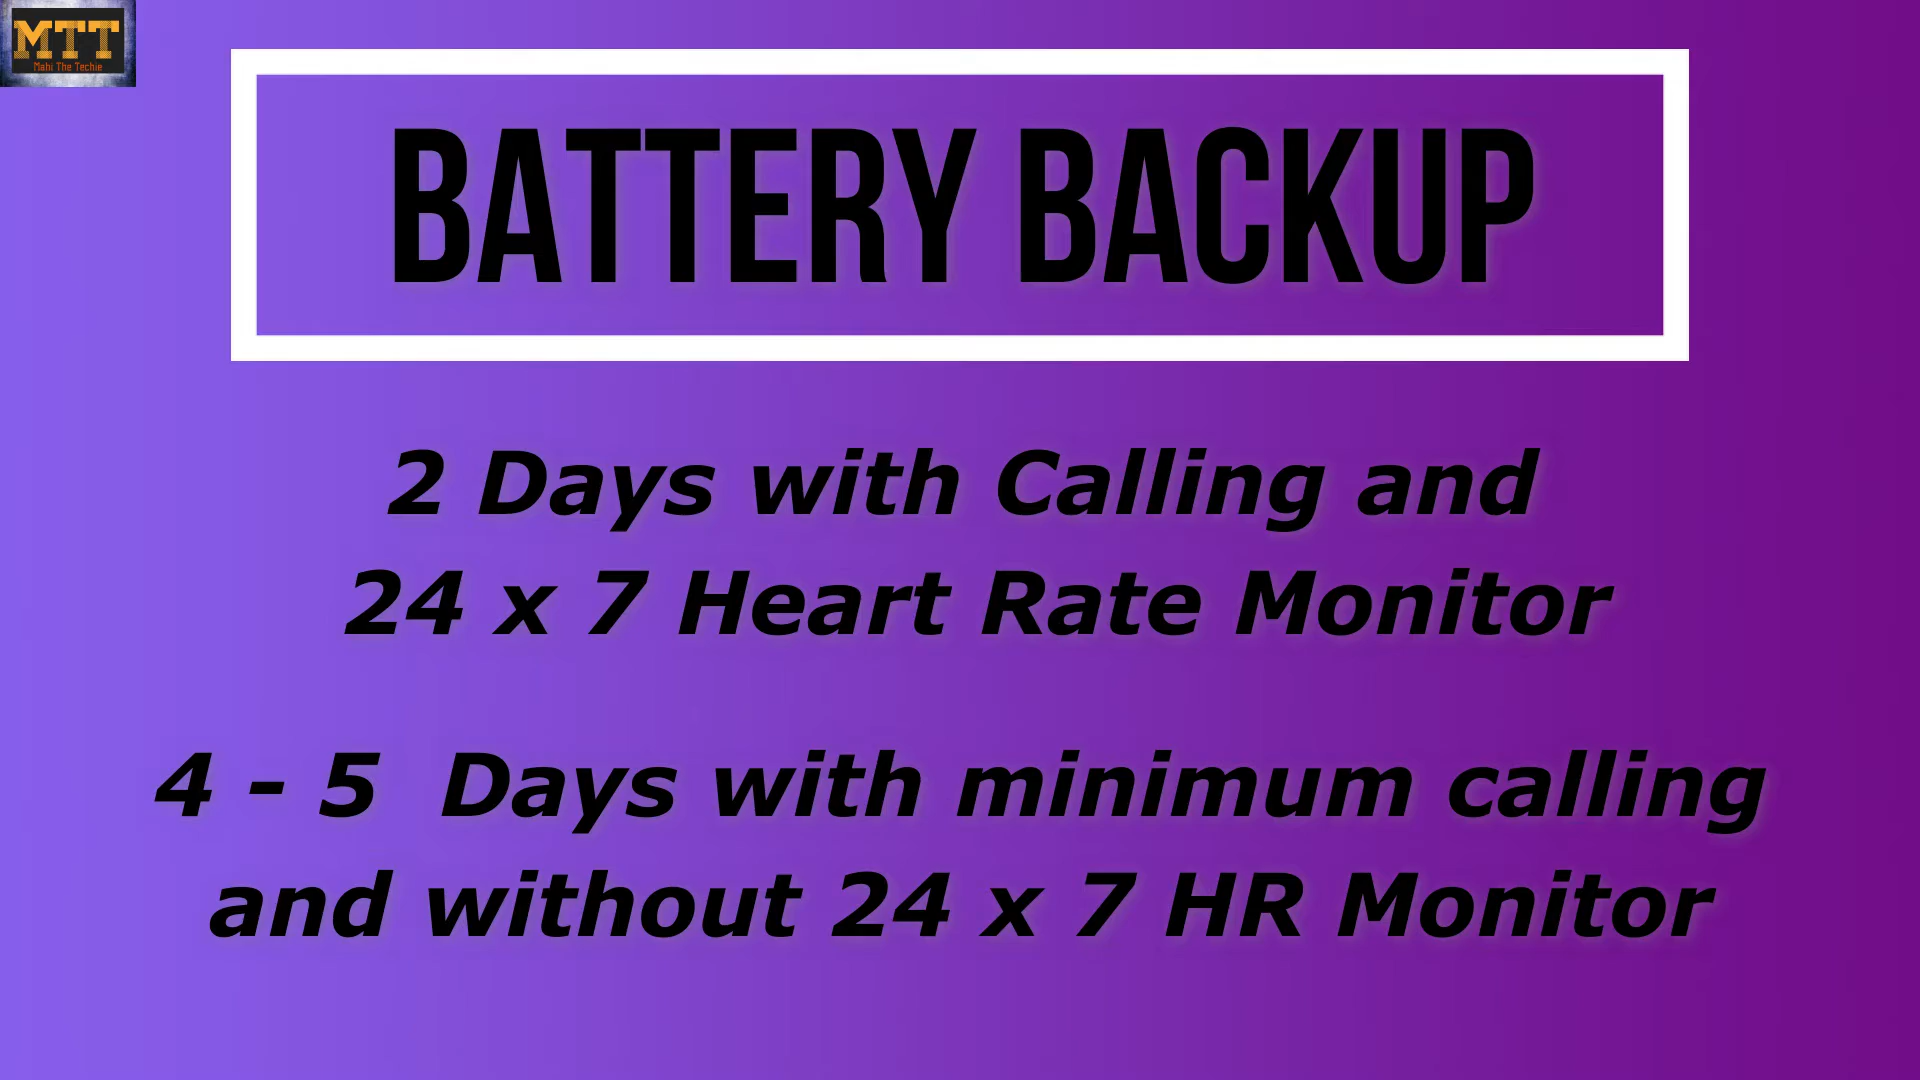 MTT
Mahi The Techie
BATTERY BACKUP
2 Days with Calling and
24 x 7 Heart Rate Monitor
4 - 5 Days with minimum calling
and without 24 x 7 HR Monitor